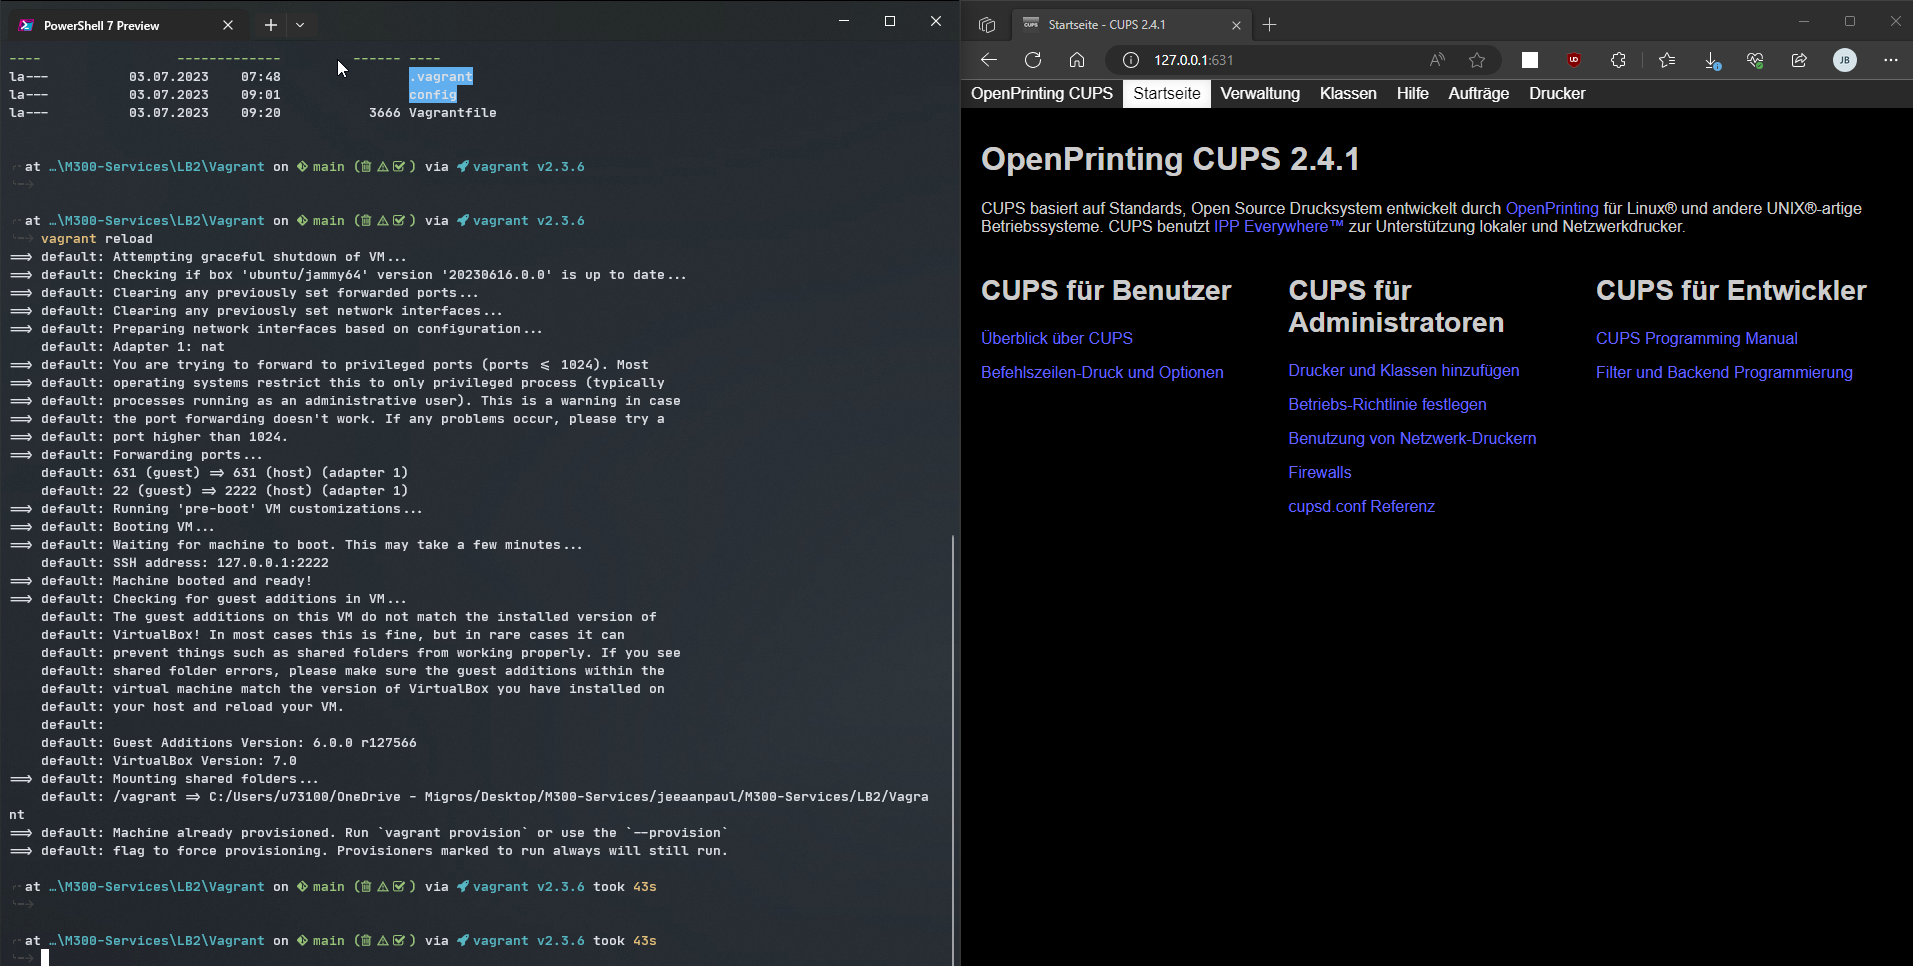 PowerShell 7 Preview
---- ------------- ------ ----
la--- 03.07.2023 07:48 .vagrant
la--- 03.07.2023 09:01 config
la--- 03.07.2023 09:20 3666 Vagrantfile
at …\M300-Services\LB2\Vagrant on main ( ) via vagrant v2.3.6
at …\M300-Services\LB2\Vagrant on main ( ) via vagrant v2.3.6
vagrant reload
==> default: Attempting graceful shutdown of VM...
==> default: Checking if box 'ubuntu/jammy64' version '20230616.0.0' is up to date...
==> default: Clearing any previously set forwarded ports...
==> default: Clearing any previously set network interfaces...
==> default: Preparing network interfaces based on configuration...
default: Adapter 1: nat
==> default: You are trying to forward to privileged ports (ports <= 1024). Most
==> default: operating systems restrict this to only privileged process (typically
==> default: processes running as an administrative user). This is a warning in case
==> default: the port forwarding doesn't work. If any problems occur, please try a
==> default: port higher than 1024.
==> default: Forwarding ports...
default: 631 (guest) => 631 (host) (adapter 1)
default: 22 (guest) => 2222 (host) (adapter 1)
==> default: Running 'pre-boot' VM customizations...
==> default: Booting VM...
==> default: Waiting for machine to boot. This may take a few minutes...
default: SSH address: 127.0.0.1:2222
==> default: Machine booted and ready!
==> default: Checking for guest additions in VM...
default: The guest additions on this VM do not match the installed version of
default: VirtualBox! In most cases this is fine, but in rare cases it can
default: prevent things such as shared folders from working properly. If you see
default: shared folder errors, please make sure the guest additions within the
default: virtual machine match the version of VirtualBox you have installed on
default: your host and reload your VM.
default:
default: Guest Additions Version: 6.0.0 r127566
default: VirtualBox Version: 7.0
==> default: Mounting shared folders...
default: /vagrant => C:/Users/u73100/OneDrive - Migros/Desktop/M300-Services/jeeaanpaul/M300-Services/LB2/Vagra
nt
==> default: Machine already provisioned. Run `vagrant provision` or use the `--provision`
==> default: flag to force provisioning. Provisioners marked to run always will still run.
at …\M300-Services\LB2\Vagrant on main ( ) via vagrant v2.3.6 took 43s
at …\M300-Services\LB2\Vagrant on main ( ) via vagrant v2.3.6 took 43s
CUPS Startseite - CUPS 2.4.1
127.0.0.1:631
UD
JB
OpenPrinting CUPS Startseite Verwaltung Klassen Hilfe Aufträge Drucker
OpenPrinting CUPS 2.4.1
CUPS basiert auf Standards, Open Source Drucksystem entwickelt durch OpenPrinting für Linux® und andere UNIX®-artige
Betriebssysteme. CUPS benutzt IPP Everywhere™ zur Unterstützung lokaler und Netzwerkdrucker.
CUPS für Benutzer
Überblick über CUPS
Befehlszeilen-Druck und Optionen
CUPS für
Administratoren
Drucker und Klassen hinzufügen
Betriebs-Richtlinie festlegen
Benutzung von Netzwerk-Druckern
Firewalls
cupsd.conf Referenz
CUPS für Entwickler
CUPS Programming Manual
Filter und Backend Programmierung